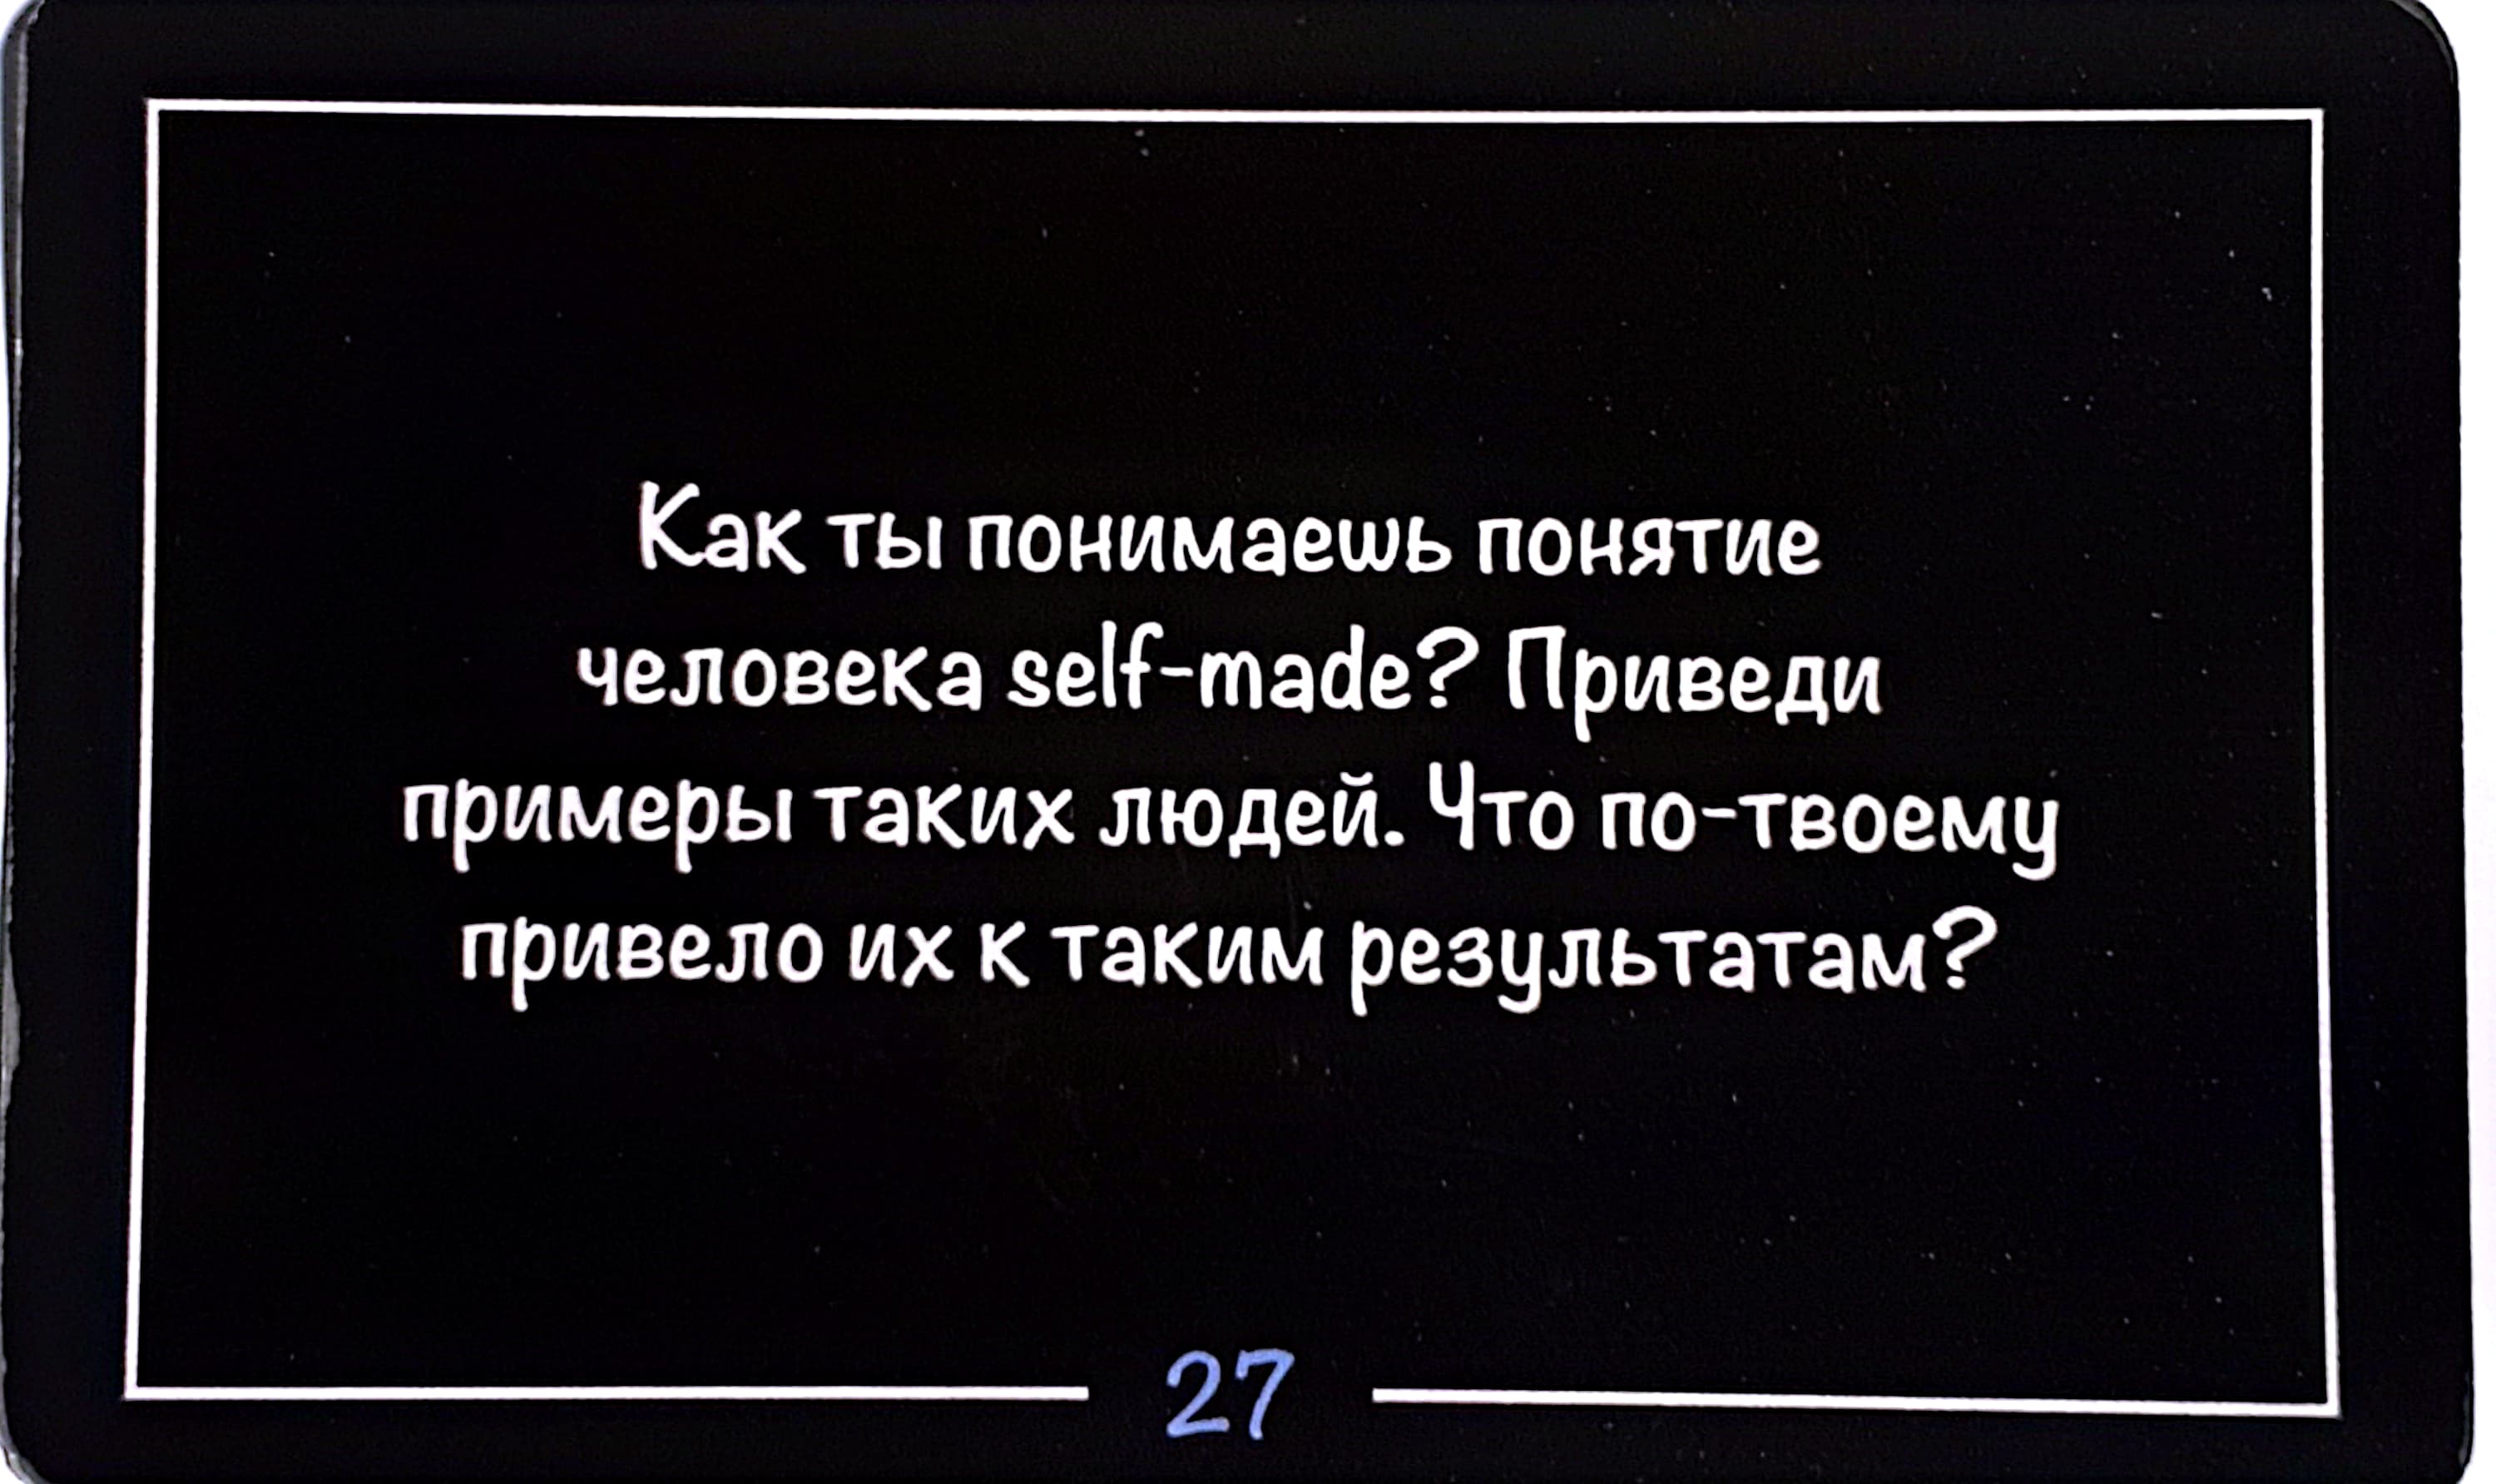 Как ты понимаешь понятие
человека self-made? Приведи
примеры таких людей. Что по-твоему
привело их к таким результатам?
27